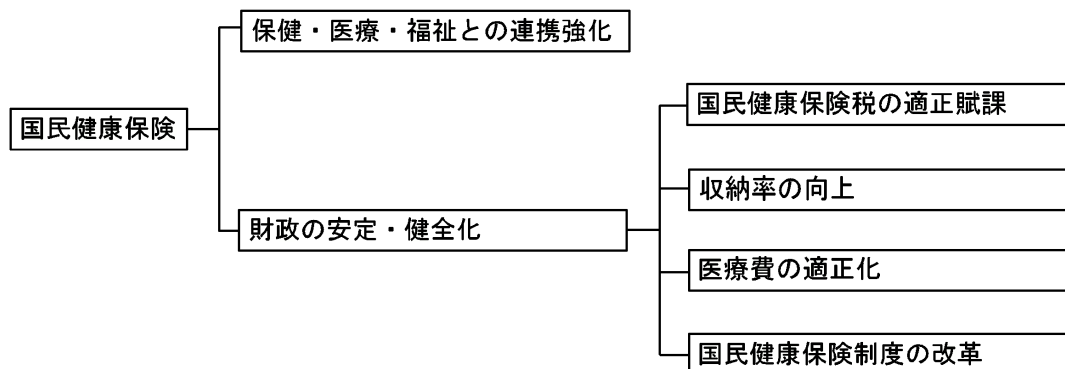 国民健康保険
保健・医療・福祉との連携強化
財政の安定・健全化
国民健康保険税の適正賦課
収納率の向上
医療費の適正化
国民健康保険制度の改革